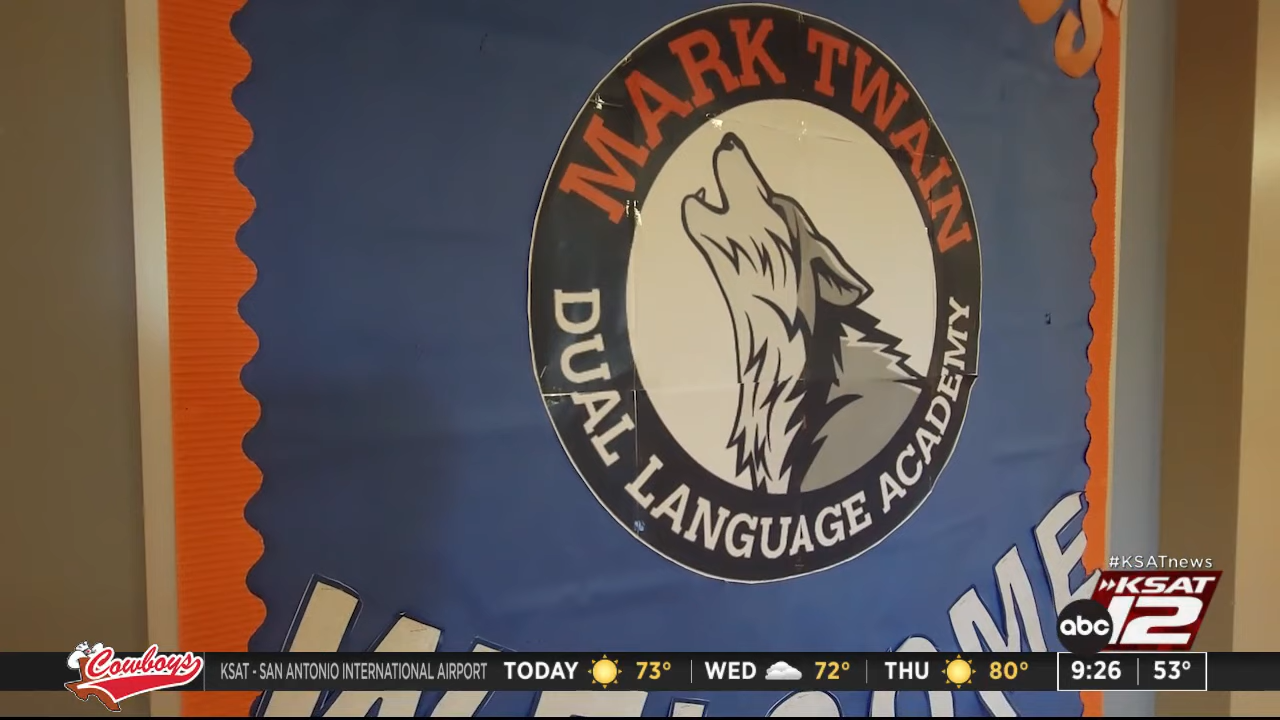 'S
MARK TWAIN
DUAL LANGUAGE ACADEMY
WELCOME
#KSATnews
KSAT
abc 12
Cowboys
KSAT - SAN ANTONIO INTERNATIONAL AIRPORT TODAY 73° WED 72° THU 80° 9:26 53°